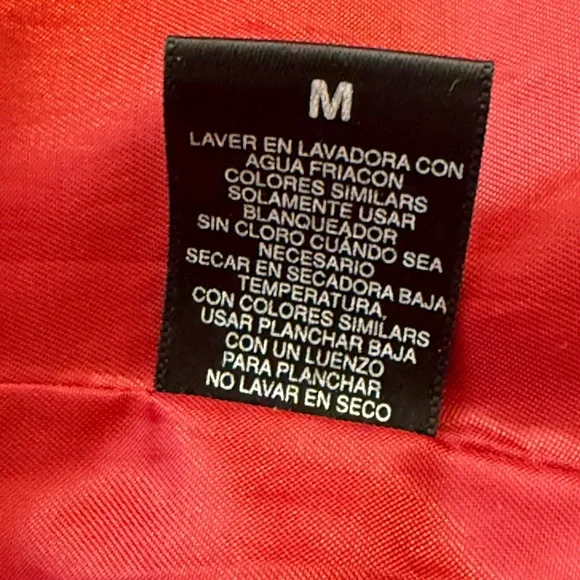 M
LAVER EN LAVADORA CON
AGUA FRIACON
COLORES SIMILARS
SOLAMENTE USAR
BLANQUEADOR
SIN CLORO CUÁNDO SEA
NECESARIO
SECAR EN SECADORA BAJA
TEMPERATURA,
CON COLORES SIMILARS
USAR PLANCHAR BAJA
CON UN LUENZO
PARA PLANCHAR
NO LAVAR EN SECO